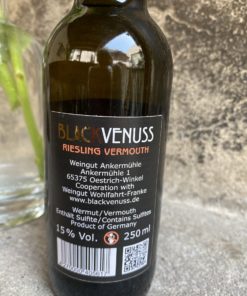 BLACKVENUSS
RIESLING VERMOUTH
Weingut Ankermühle
Ankermühle 1
65375 Oestrich-Winkel
Cooperation with
Weingut Wohlfahrt-Franke
www.blackvenuss.de
Wermut/Vermouth
Enthält Sulfite/Contains Sulfites
Product of Germany
15 % Vol. 250 ml